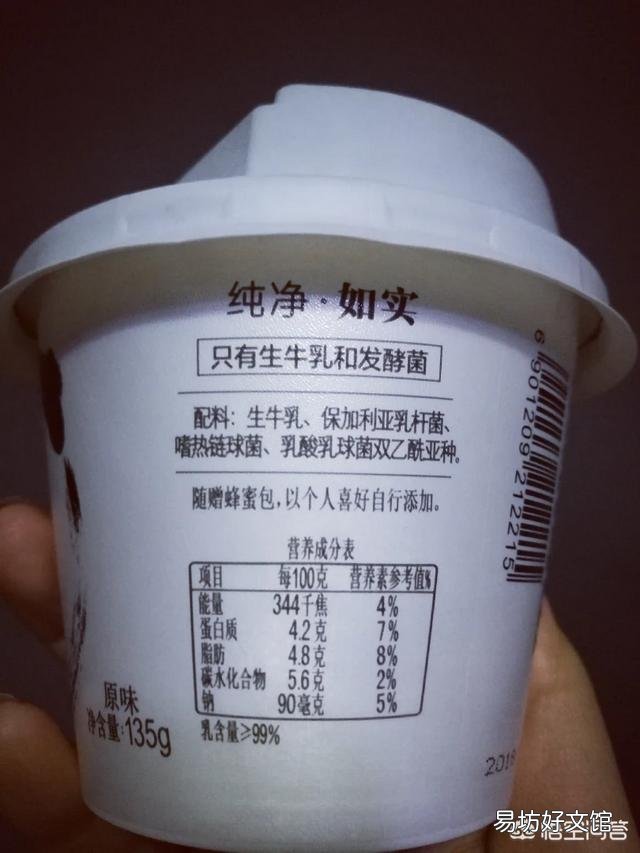 纯净·如实
只有生牛乳和发酵菌
配料：生牛乳、保加利亚乳杆菌、
嗜热链球菌、乳酸乳球菌双乙酰亚种。
随赠蜂蜜包，以个人喜好自行添加。
营养成分表
项目 每100克 营养素参考值%
能量 344千焦 4%
蛋白质 4.2克 7%
脂肪 4.8克 8%
碳水化合物 5.6克 2%
钠 90毫克 5%
乳含量≥99%
原味
净含量:135g
6 901209 212215
2018
易坊好文馆
悟空问答